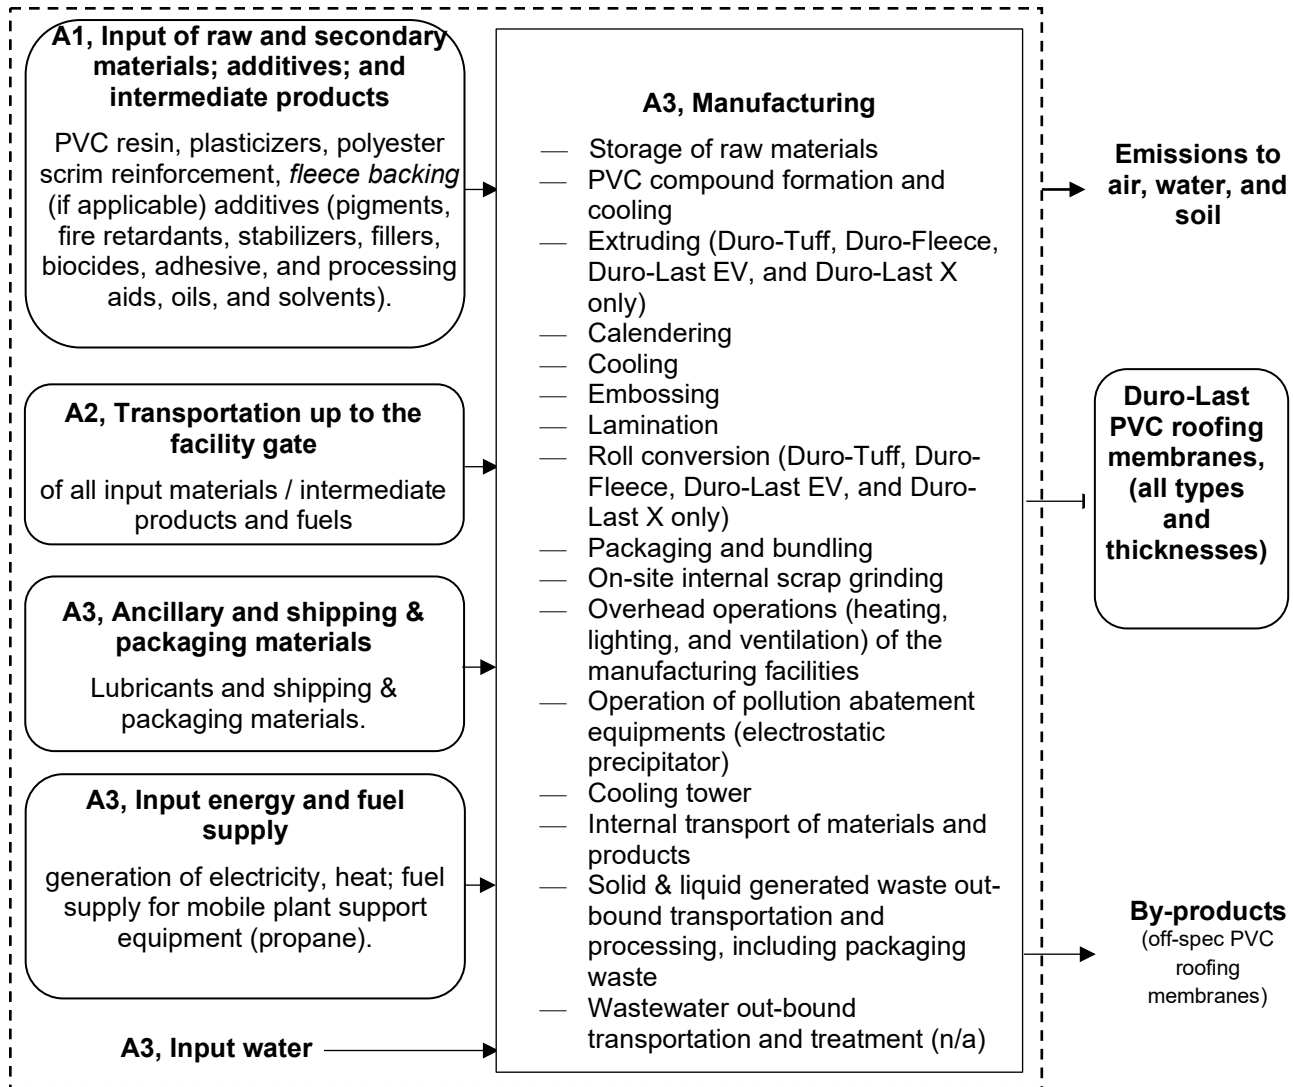 A1, Input of raw and secondary
materials; additives; and
intermediate products
PVC resin, plasticizers, polyester
scrim reinforcement, fleece backing
(if applicable) additives (pigments,
fire retardants, stabilizers, fillers,
biocides, adhesive, and processing
aids, oils, and solvents).
A2, Transportation up to the
facility gate
of all input materials / intermediate
products and fuels
A3, Ancillary and shipping &
packaging materials
Lubricants and shipping &
packaging materials.
A3, Input energy and fuel
supply
generation of electricity, heat; fuel
supply for mobile plant support
equipment (propane).
A3, Input water
A3, Manufacturing
— Storage of raw materials
— PVC compound formation and
cooling
— Extruding (Duro-Tuff, Duro-Fleece,
Duro-Last EV, and Duro-Last X
only)
— Calendering
— Cooling
— Embossing
— Lamination
— Roll conversion (Duro-Tuff, Duro-
Fleece, Duro-Last EV, and Duro-
Last X only)
— Packaging and bundling
— On-site internal scrap grinding
— Overhead operations (heating,
lighting, and ventilation) of the
manufacturing facilities
— Operation of pollution abatement
equipments (electrostatic
precipitator)
— Cooling tower
— Internal transport of materials and
products
— Solid & liquid generated waste out-
bound transportation and
processing, including packaging
waste
— Wastewater out-bound
transportation and treatment (n/a)
Emissions to
air, water, and
soil
Duro-Last
PVC roofing
membranes,
(all types
and
thicknesses)
By-products
(off-spec PVC
roofing
membranes)